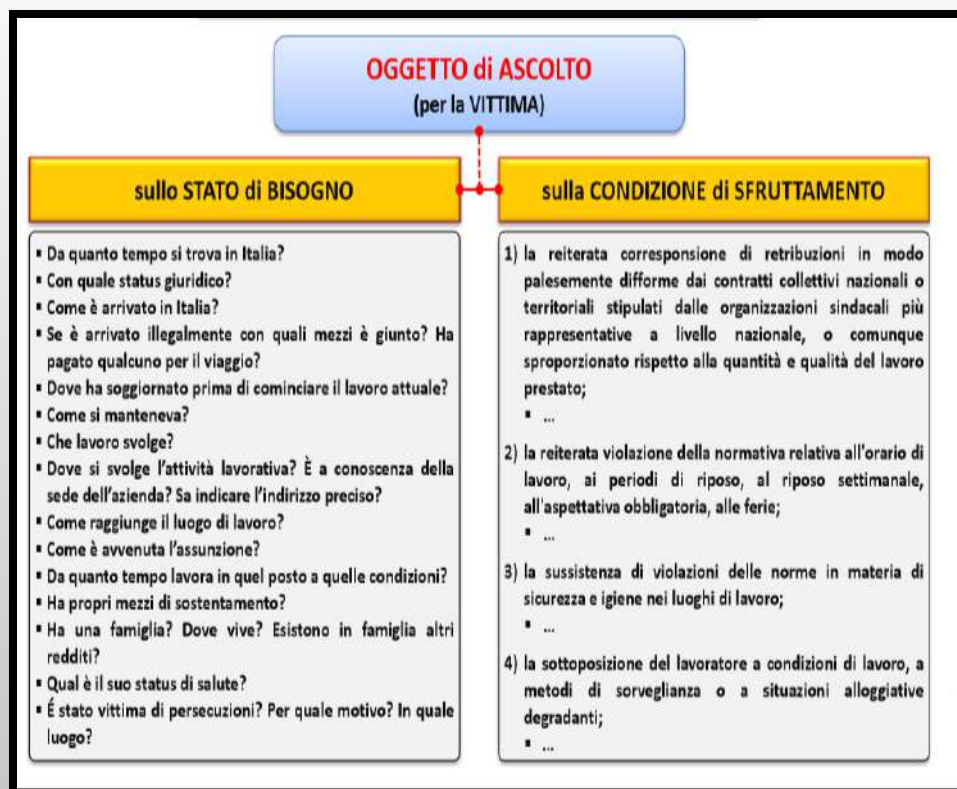 OGGETTO di ASCOLTO
(per la VITTIMA)
sullo STATO di BISOGNO
▪ Da quanto tempo si trova in Italia?
▪ Con quale status giuridico?
▪ Come è arrivato in Italia?
▪ Se è arrivato illegalmente con quali mezzi è giunto? Ha
pagato qualcuno per il viaggio?
▪ Dove ha soggiornato prima di cominciare il lavoro attuale?
▪ Come si manteneva?
▪ Che lavoro svolge?
▪ Dove si svolge l'attività lavorativa? È a conoscenza della
sede dell'azienda? Sa indicare l'indirizzo preciso?
▪ Come raggiunge il luogo di lavoro?
▪ Come è avvenuta l'assunzione?
▪ Da quanto tempo lavora in quel posto a quelle condizioni?
▪ Ha propri mezzi di sostentamento?
▪ Ha una famiglia? Dove vive? Esistono in famiglia altri
redditi?
▪ Qual è il suo status di salute?
▪ É stato vittima di persecuzioni? Per quale motivo? In quale
luogo?
sulla CONDIZIONE di SFRUTTAMENTO
1) la reiterata corresponsione di retribuzioni in modo
palesemente difforme dai contratti collettivi nazionali o
territoriali stipulati dalle organizzazioni sindacali più
rappresentative a livello nazionale, o comunque
sproporzionato rispetto alla quantità e qualità del lavoro
prestato;
▪ ...
2) la reiterata violazione della normativa relativa all'orario di
lavoro, ai periodi di riposo, al riposo settimanale,
all'aspettativa obbligatoria, alle ferie;
▪ ...
3) la sussistenza di violazioni delle norme in materia di
sicurezza e igiene nei luoghi di lavoro;
▪ ...
4) la sottoposizione del lavoratore a condizioni di lavoro, a
metodi di sorveglianza o a situazioni alloggiative
degradanti;
▪ ...